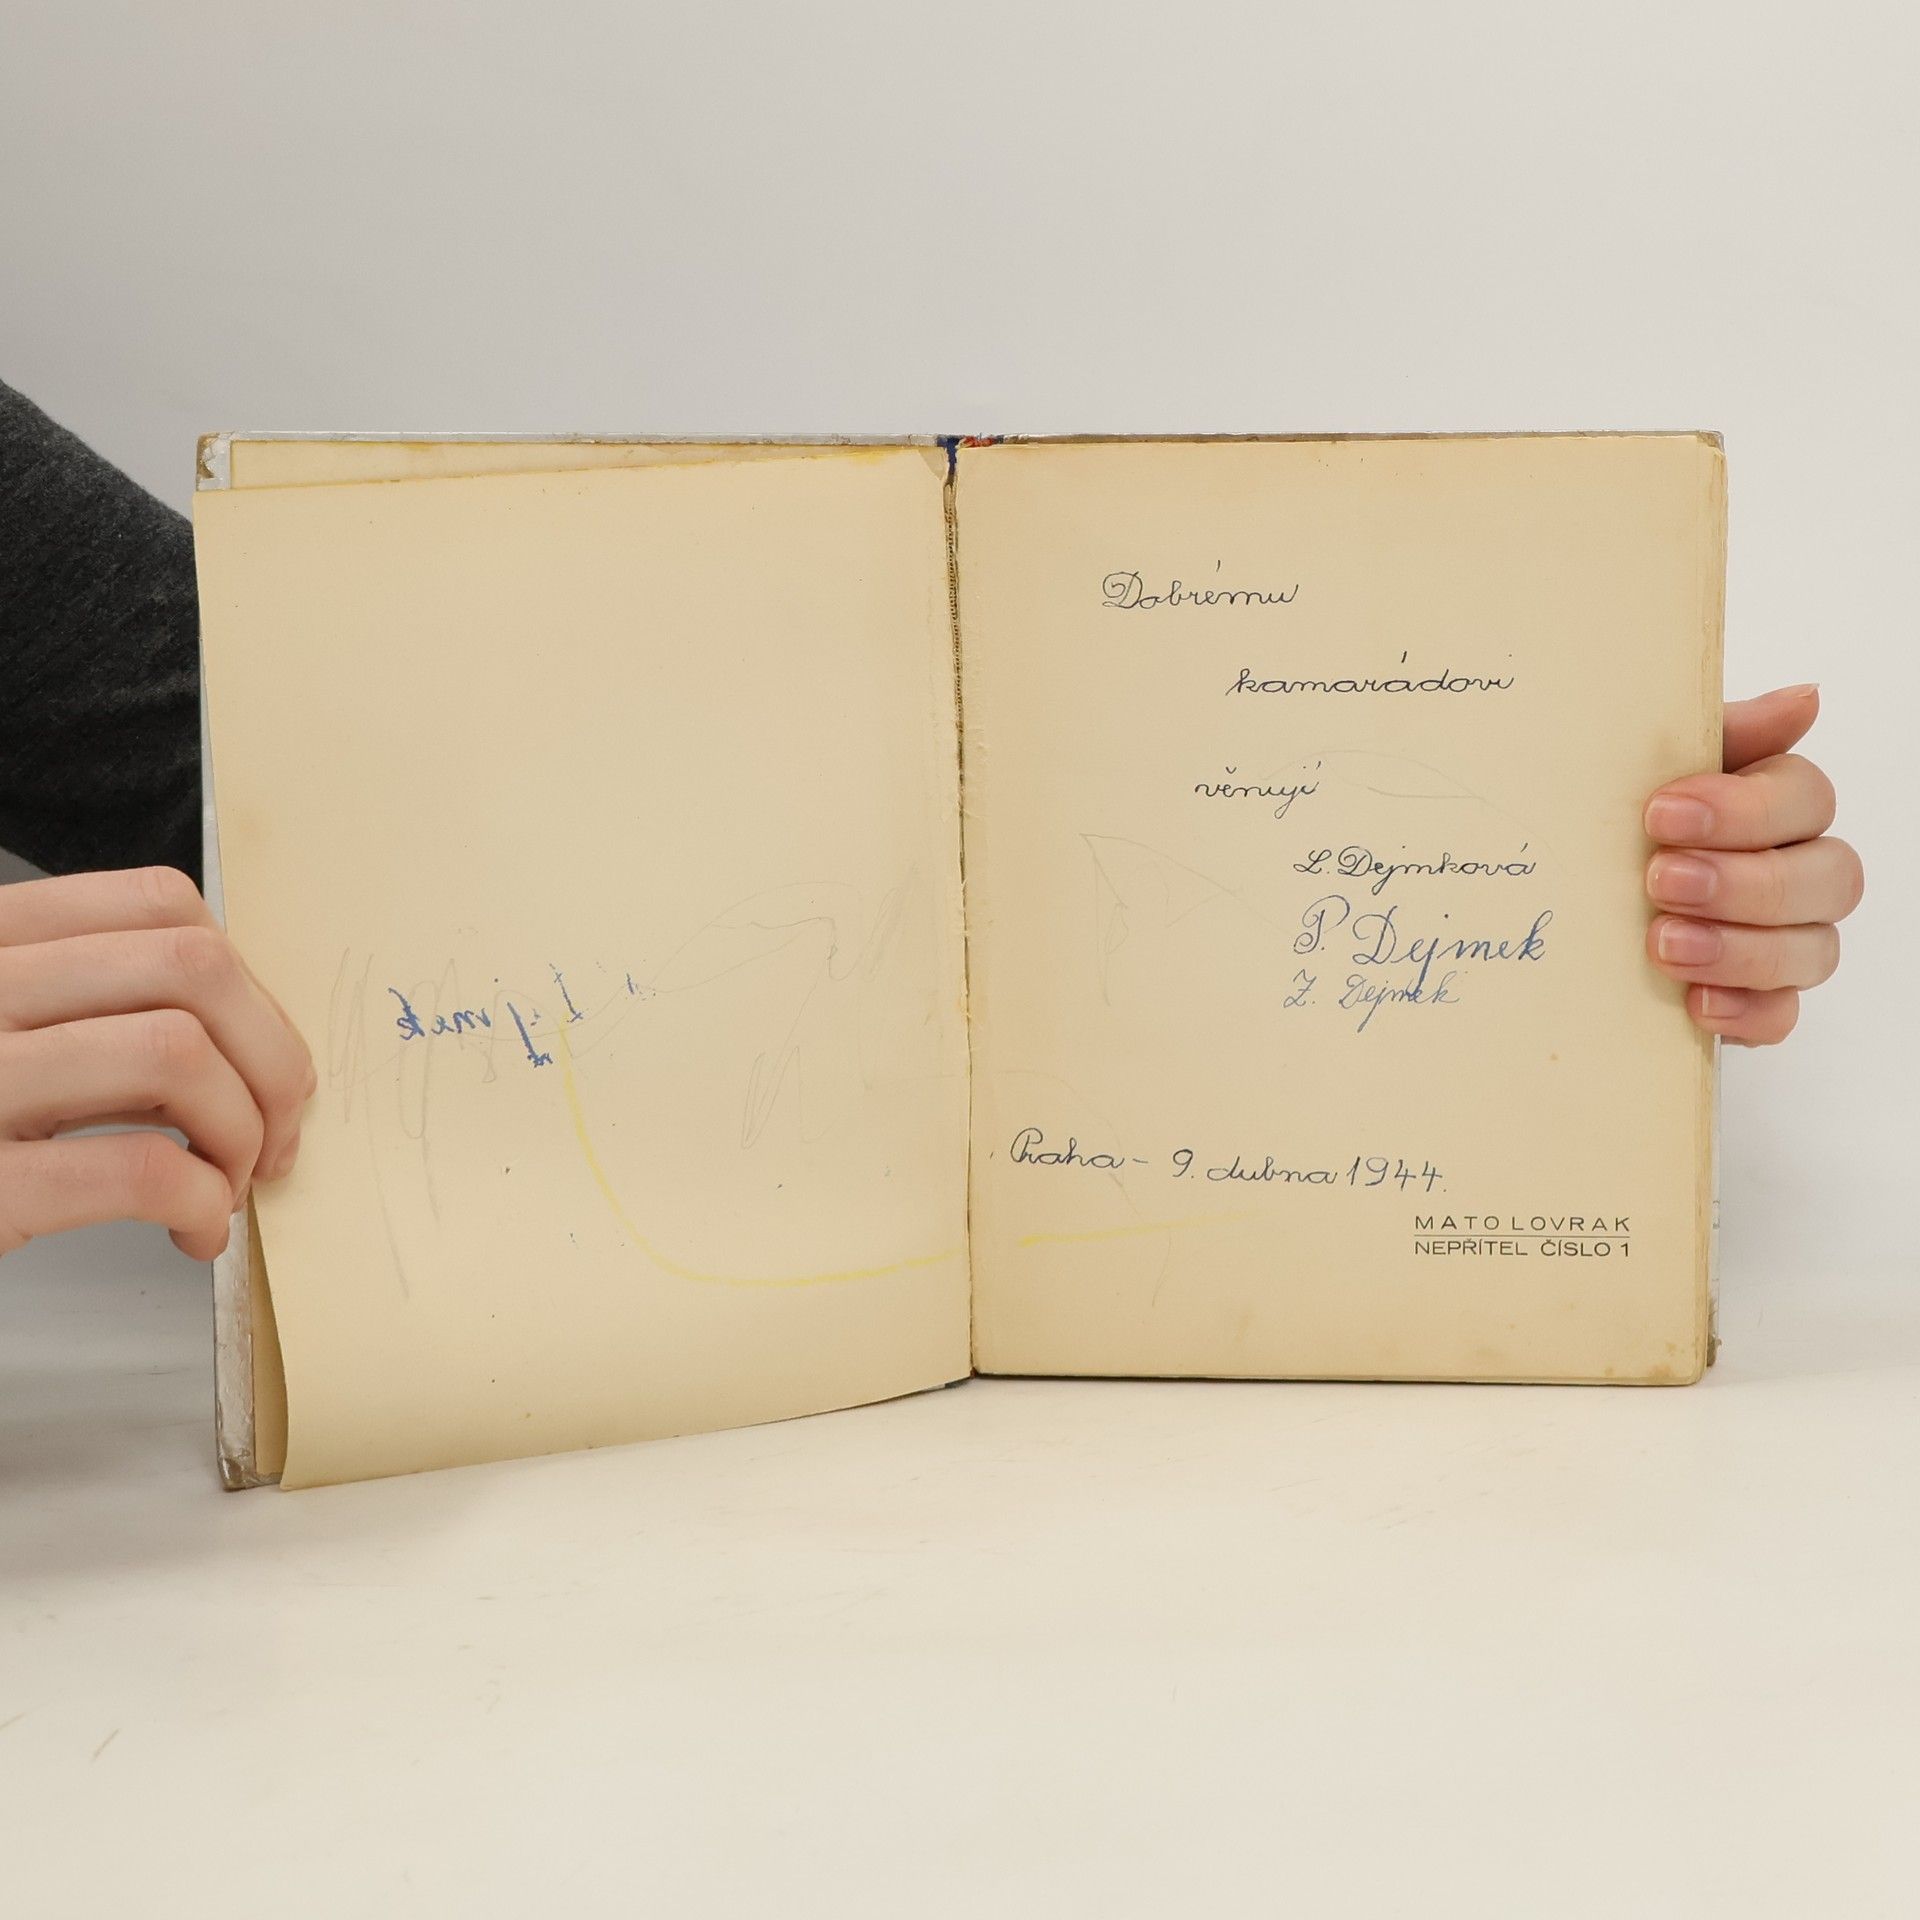 Dobrému
kamarádovi
věnují
L. Dejmková
P. Dejmek
Z. Dejmek
Praha - 9. dubna 1944.
MATO LOVRAK
NEPŘÍTEL ČÍSLO 1